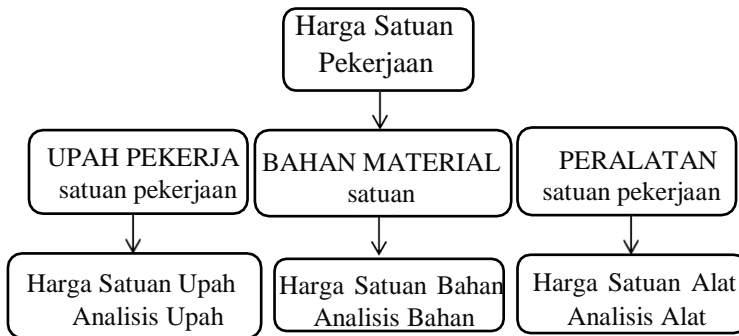 Harga Satuan
Pekerjaan
UPAH PEKERJA
satuan pekerjaan
BAHAN MATERIAL
satuan
PERALATAN
satuan pekerjaan
Harga Satuan Upah
Analisis Upah
Harga Satuan Bahan
Analisis Bahan
Harga Satuan Alat
Analisis Alat